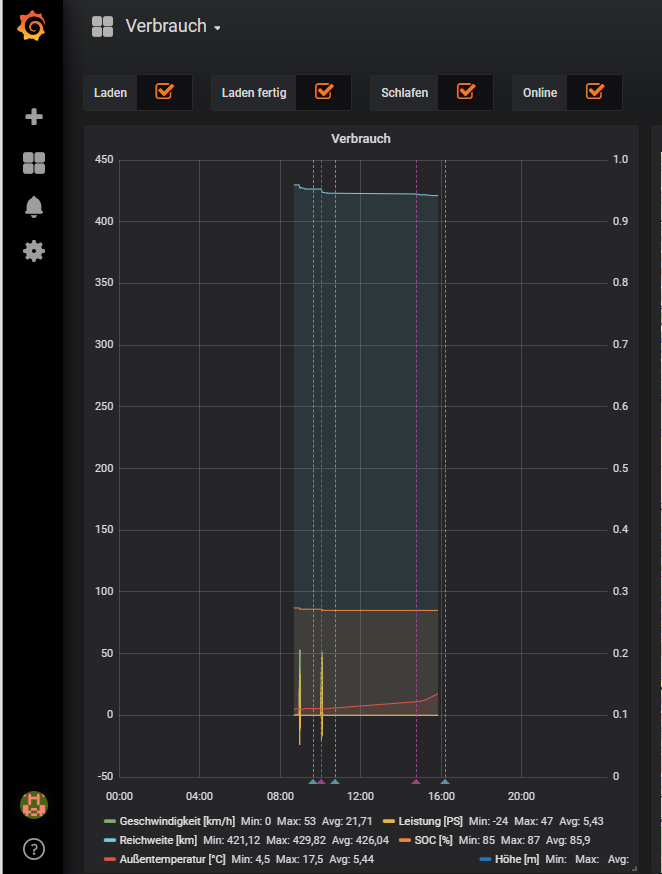 Verbrauch
Laden Laden fertig Schlafen Online
Verbrauch
450 1.0
400 0.9
350 0.8
300 0.7
250 0.6
200 0.5
150 0.4
100 0.3
50 0.2
0 0.1
-50 0
00:00 04:00 08:00 12:00 16:00 20:00
Geschwindigkeit [km/h] Min: 0 Max: 53 Avg: 21,71 Leistung [PS] Min: -24 Max: 47 Avg: 5,43
Reichweite [km] Min: 421,12 Max: 429,82 Avg: 426,04 SOC [%] Min: 85 Max: 87 Avg: 85,9
Außentemperatur [°C] Min: 4,5 Max: 17,5 Avg: 5,44 Höhe [m] Min: Max: Avg:
?